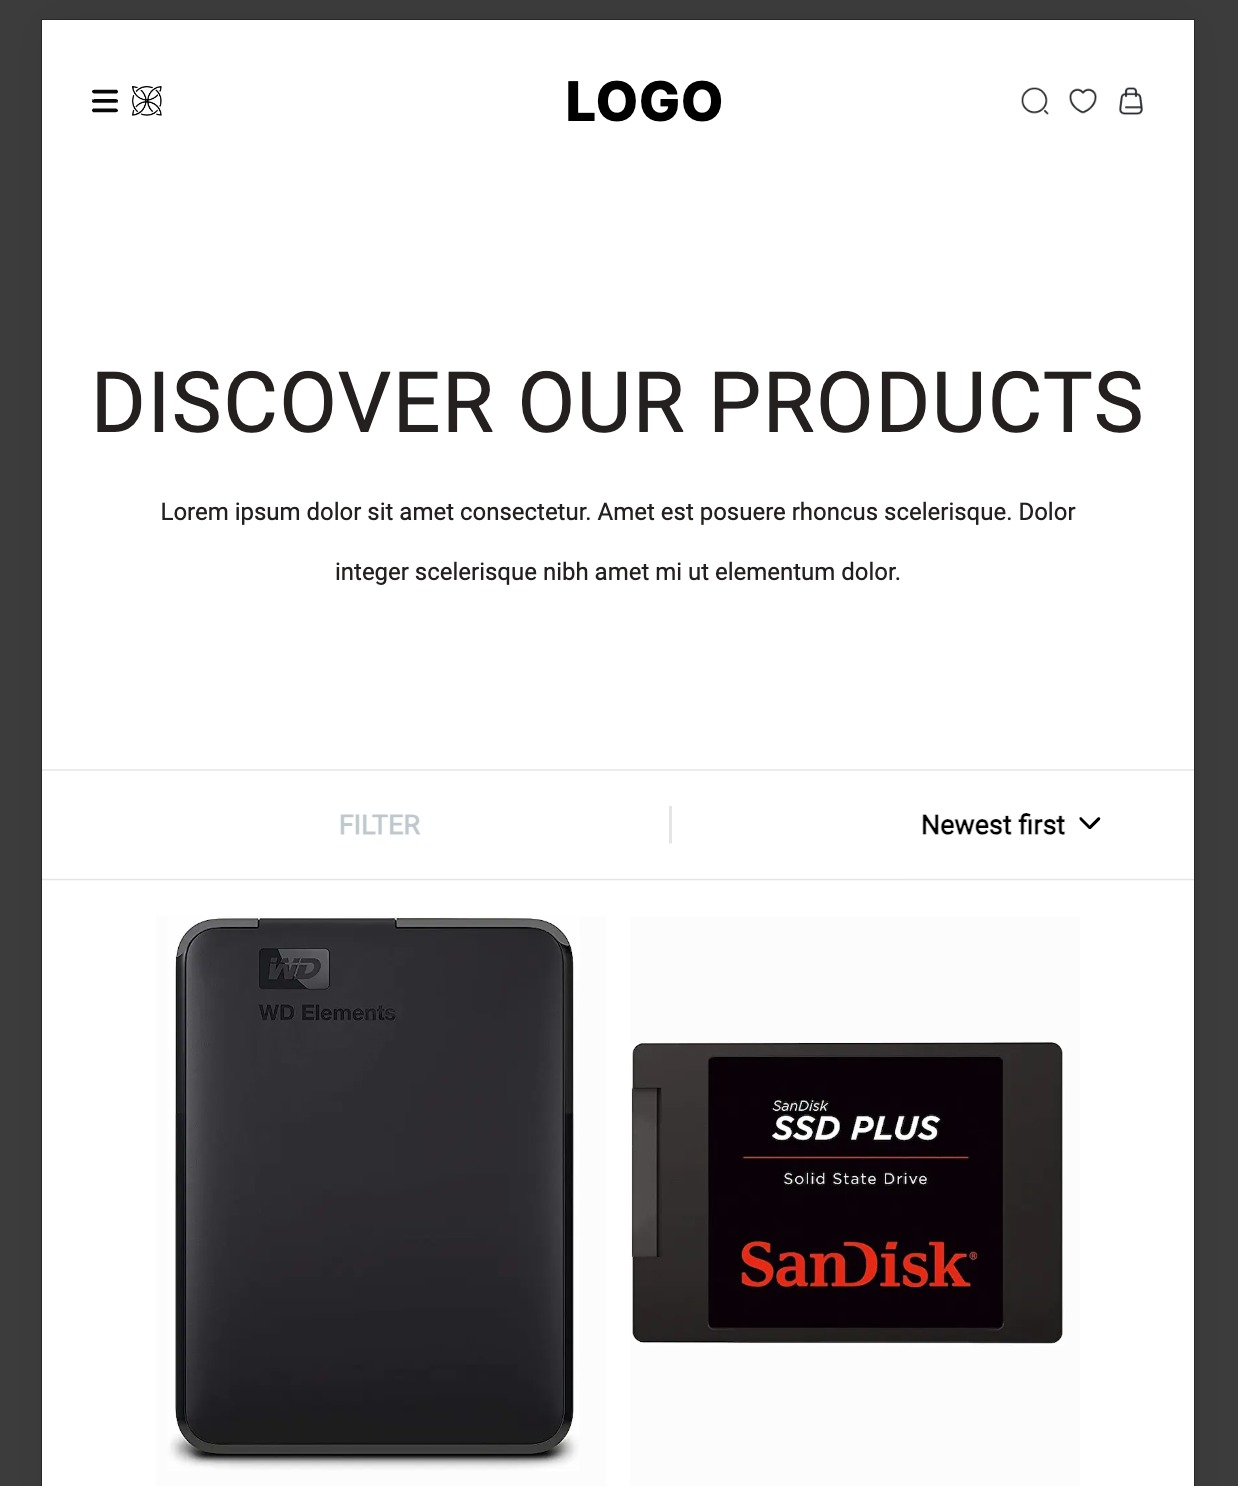 LOGO
DISCOVER OUR PRODUCTS
Lorem ipsum dolor sit amet consectetur. Amet est posuere rhoncus scelerisque. Dolor
integer scelerisque nibh amet mi ut elementum dolor.
FILTER
Newest first
WD
WD Elements
SanDisk
SSD PLUS
Solid State Drive
SanDisk®